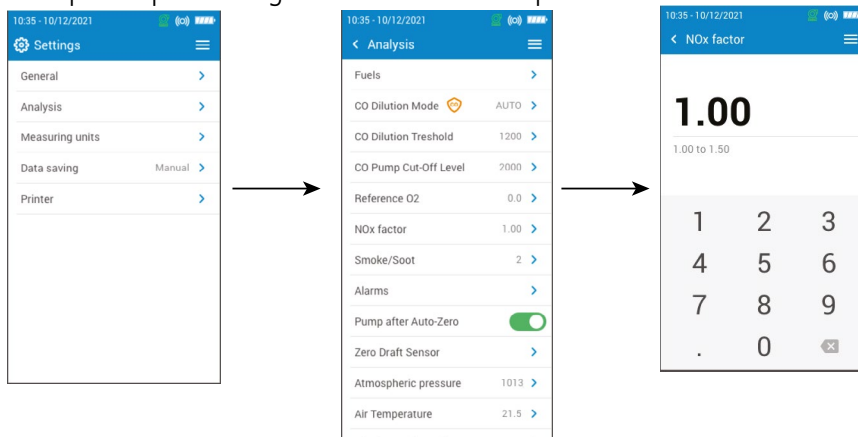 10:35 - 10/12/2021
Settings
General
Analysis
Measuring units
Data saving Manual
Printer
10:35 - 10/12/2021
Analysis
Fuels
CO Dilution Mode AUTO
CO Dilution Treshold 1200
CO Pump Cut-Off Level 2000
Reference O2 0.0
NOx factor 1.00
Smoke/Soot 2
Alarms
Pump after Auto-Zero
Zero Draft Sensor
Atmospheric pressure 1013
Air Temperature 21.5
10:35 - 10/12/2021
NOx factor
1.00
1.00 to 1.50
1 2 3
4 5 6
7 8 9
. 0